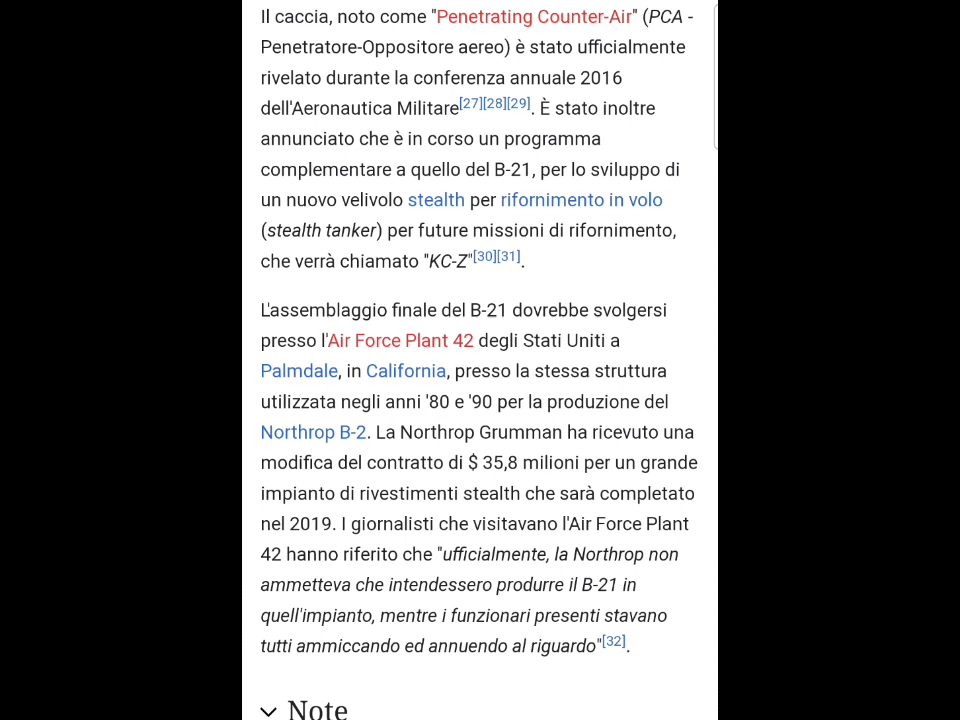 Il caccia, noto come "Penetrating Counter-Air" (PCA -
Penetratore-Oppositore aereo) è stato ufficialmente
rivelato durante la conferenza annuale 2016
dell'Aeronautica Militare[27][28][29]. È stato inoltre
annunciato che è in corso un programma
complementare a quello del B-21, per lo sviluppo di
un nuovo velivolo stealth per rifornimento in volo
(stealth tanker) per future missioni di rifornimento,
che verrà chiamato "KC-Z"[30][31].
L'assemblaggio finale del B-21 dovrebbe svolgersi
presso l'Air Force Plant 42 degli Stati Uniti a
Palmdale, in California, presso la stessa struttura
utilizzata negli anni '80 e '90 per la produzione del
Northrop B-2. La Northrop Grumman ha ricevuto una
modifica del contratto di $ 35,8 milioni per un grande
impianto di rivestimenti stealth che sarà completato
nel 2019. I giornalisti che visitavano l'Air Force Plant
42 hanno riferito che "ufficialmente, la Northrop non
ammetteva che intendessero produrre il B-21 in
quell'impianto, mentre i funzionari presenti stavano
tutti ammiccando ed annuendo al riguardo"[32].
Note